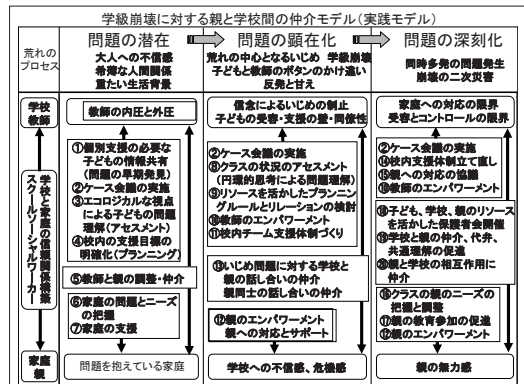 学級崩壊に対する親と学校間の仲介モデル(実践モデル)
荒れの
プロセス
問題の潜在
大人への不信感
希薄な人間関係
重たい生活背景
問題の顕在化
荒れの中心となるいじめ 学級崩壊
子どもと教師のボタンのかけ違い
反発と甘え
問題の深刻化
同時多発の問題発生
崩壊の二次災害
学校
教師
学校と家庭の信頼関係構築
スクールソーシャルワーカー
家庭
親
教師の内圧と外圧
①個別支援の必要な
子どもの情報共有
(問題の早期発見)
②ケース会議の実施
③エコロジカルな視点
による子どもの問題
理解(アセスメント)
④校内の支援目標の
明確化(プランニング)
⑤教師と親の調整・仲介
⑥家庭の問題とニーズ
の把握
⑦家庭の支援
問題を抱えている家庭
信念によるいじめの制止
子どもの受容・支援の壁・同僚性
②ケース会議の実施
⑧クラスの状況のアセスメント
(円環的思考による問題理解)
⑨リソースを活かしたプランニング
グルールとリレーションの検討
⑩教師のエンパワーメント
⑪校内チーム支援体制づくり
⑬いじめ問題に対する学校と
親の話し合いの仲介
親同士の話し合いの仲介
⑫親のエンパワーメント
親への対応とサポート
学校への不信感、危機感
家庭への対応の限界
受容とコントロールの限界
②ケース会議の実施
⑭校内支援体制立て直し
⑮親への対応の協議
⑩教師のエンパワーメント
⑱子ども、学校、親のリソース
を活かした保護者会開催
⑲学校と親の仲介、代弁、
共通理解の促進
⑳親と学校の相互作用に
仲介
⑯クラスの親のニーズの
把握と調整
⑰親の教育参加の促進
⑫親のエンパワーメント
親の無力感